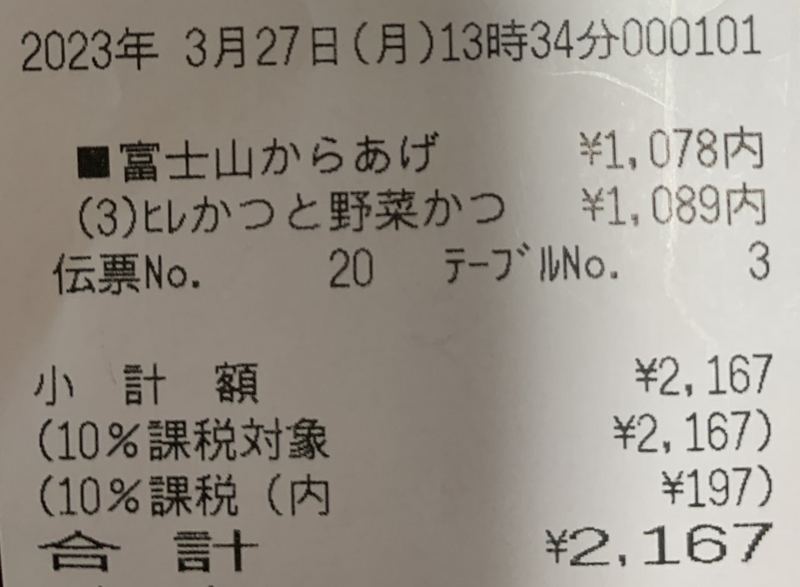 2023年 3月27日(月)13時34分000101
■富士山からあげ ¥1,078内
(3)ﾋﾚかつと野菜かつ ¥1,089内
伝票No. 20 ﾃｰﾌﾞﾙNo. 3
小 計 額 ¥2,167
(10%課税対象 ¥2,167)
(10%課税(内 ¥197)
合 計 ¥2,167